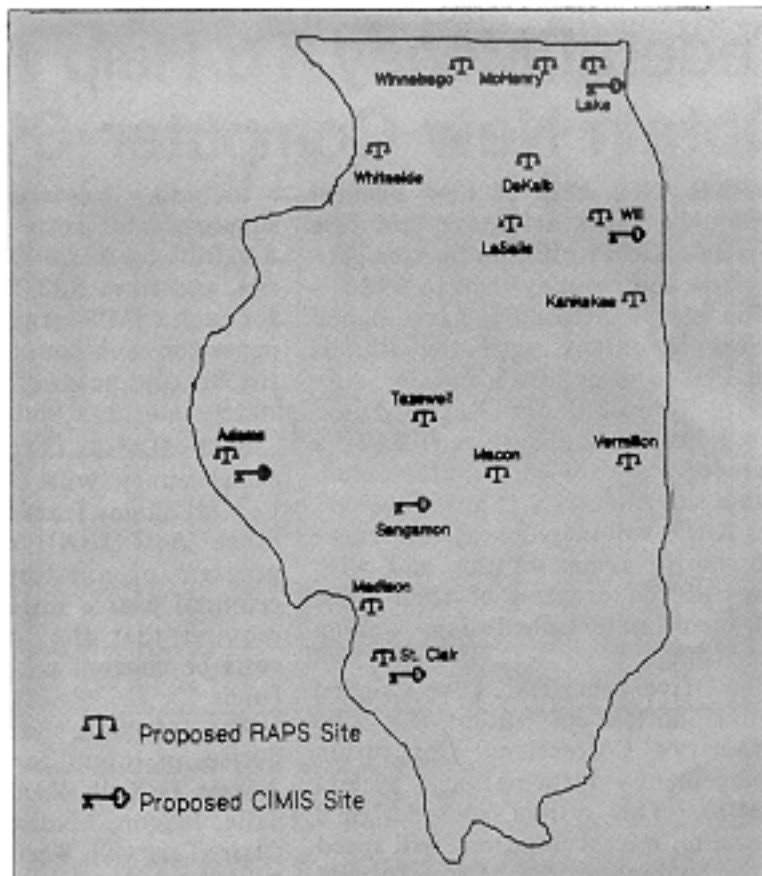 Winnebago
McHenry
Lake
Whiteside
DeKalb
LaSalle
Will
Kankakee
Tazewell
Adams
Macon
Vermilion
Sangamon
Madison
St. Clair
Proposed RAPS Site
Proposed CIMIS Site